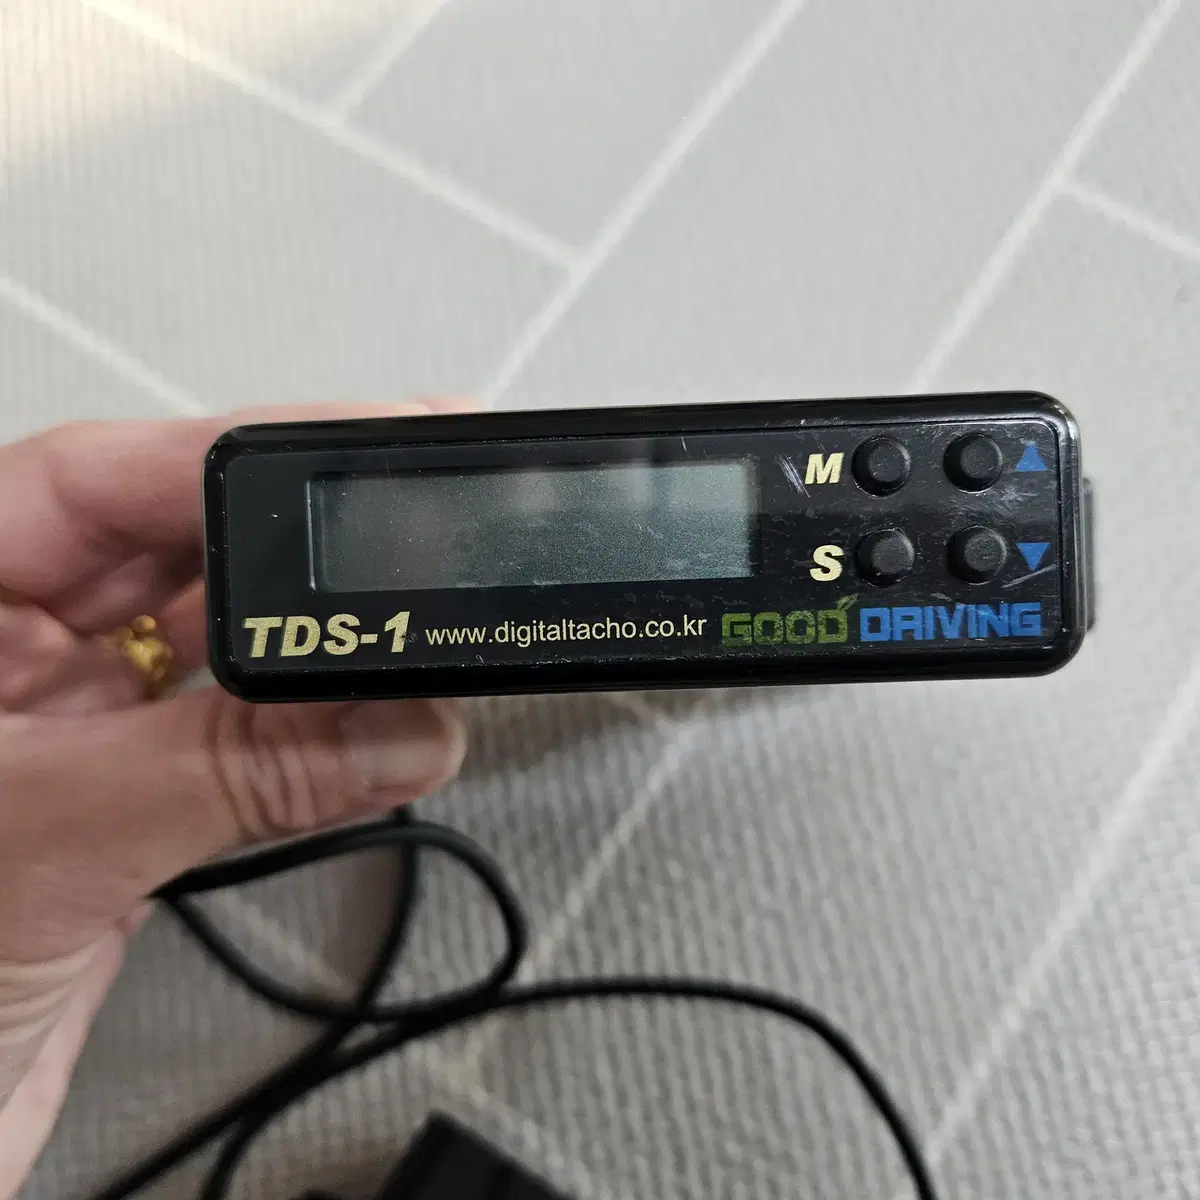 M ▲
S ▼
TDS-1 www.digitaltacho.co.kr GOOD DRIVING